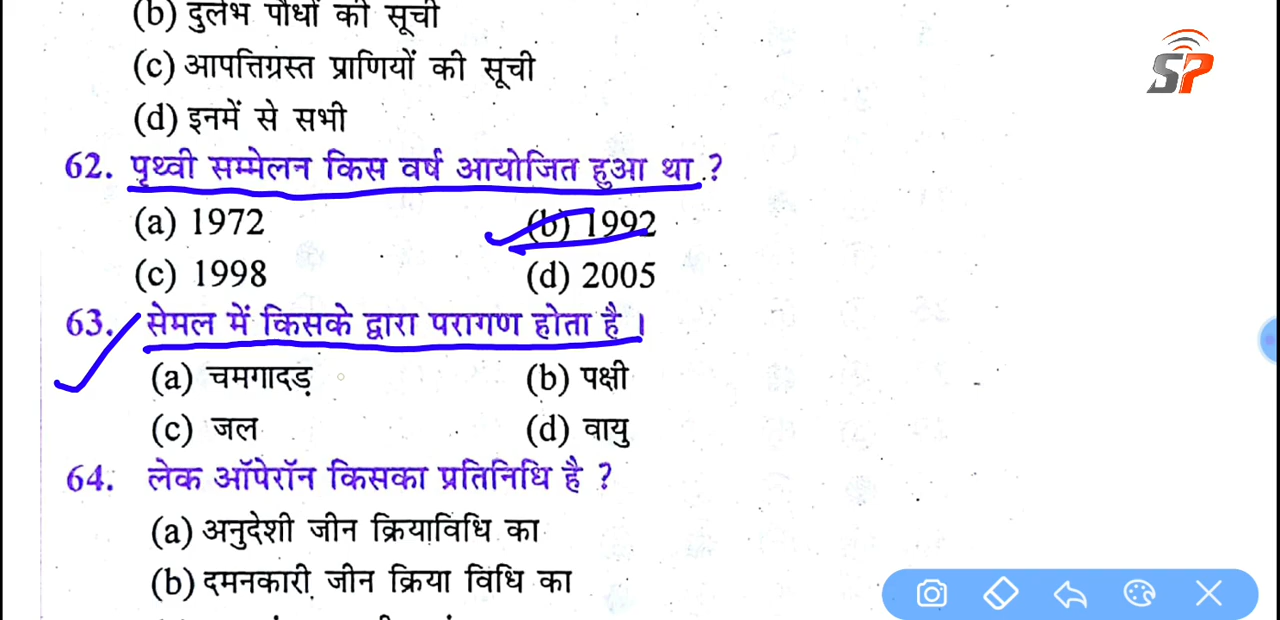 (b) दुर्लभ पौधों की सूची
(c) आपत्तिग्रस्त प्राणियों की सूची
(d) इनमें से सभी
SP
62. पृथ्वी सम्मेलन किस वर्ष आयोजित हुआ था ?
(a) 1972 (b) 1992
(c) 1998 (d) 2005
63. सेमल में किसके द्वारा परागण होता है ।
(a) चमगादड़ (b) पक्षी
(c) जल (d) वायु
64. लेक ऑपेरॉन किसका प्रतिनिधि है ?
(a) अनुदेशी जीन क्रियाविधि का
(b) दमनकारी जीन क्रिया विधि का